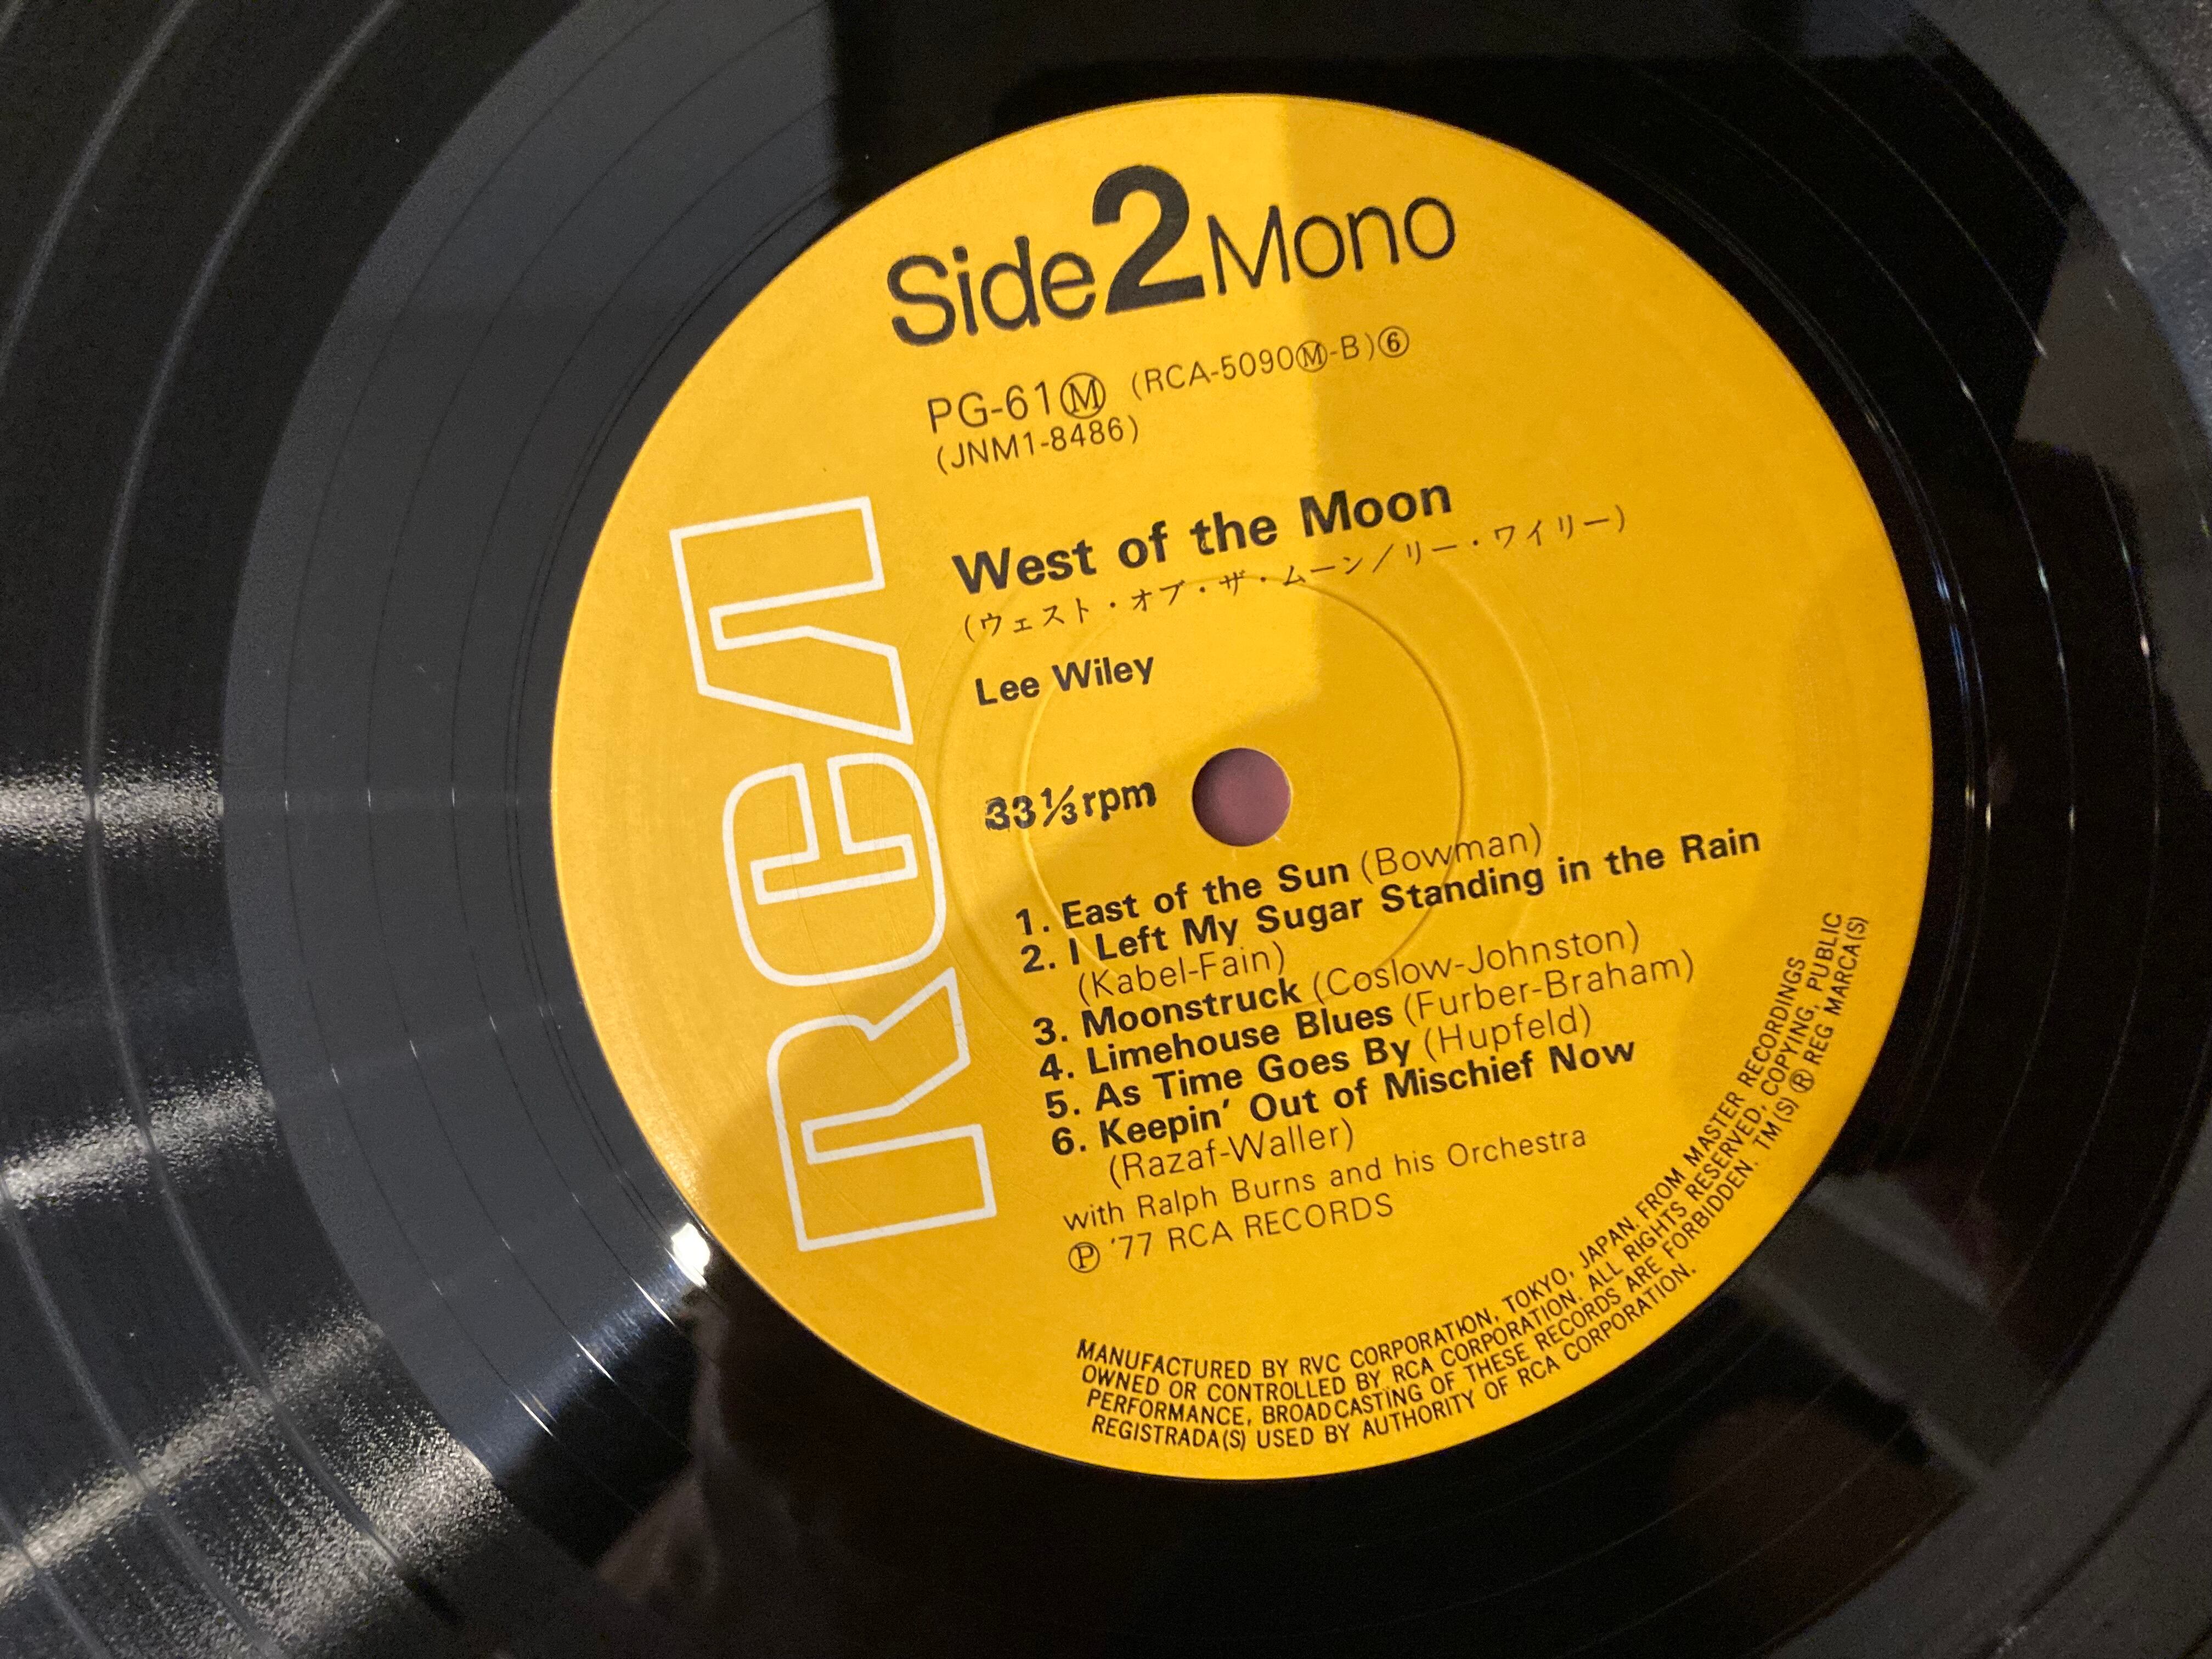 Side 2 Mono
PG-61Ⓜ (RCA-5090Ⓜ-B)⑥
(JNM1-8486)
West of the Moon
(ウェスト・オブ・ザ・ムーン/リー・ワイリー)
Lee Wiley
RCA
33⅓rpm
1. East of the Sun (Bowman)
2. I Left My Sugar Standing in the Rain
(Kabel-Fain)
3. Moonstruck (Coslow-Johnston)
4. Limehouse Blues (Furber-Braham)
5. As Time Goes By (Hupfeld)
6. Keepin' Out of Mischief Now
(Razaf-Waller)
with Ralph Burns and his Orchestra
℗ '77 RCA RECORDS
MANUFACTURED BY RVC CORPORATION, TOKYO, JAPAN. FROM MASTER RECORDINGS
OWNED OR CONTROLLED BY RCA CORPORATION. ALL RIGHTS RESERVED; COPYING, PUBLIC
PERFORMANCE, BROADCASTING OF THESE RECORDS ARE FORBIDDEN. TM(S) ® REG MARCA(S)
REGISTRADA(S) USED BY AUTHORITY OF RCA CORPORATION.